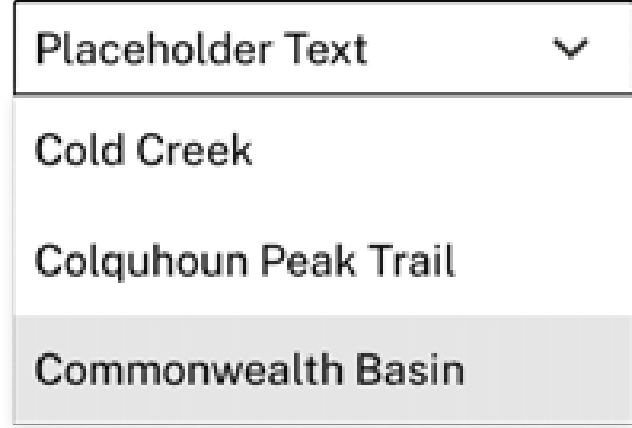 Placeholder Text
Cold Creek
Colquhoun Peak Trail
Commonwealth Basin